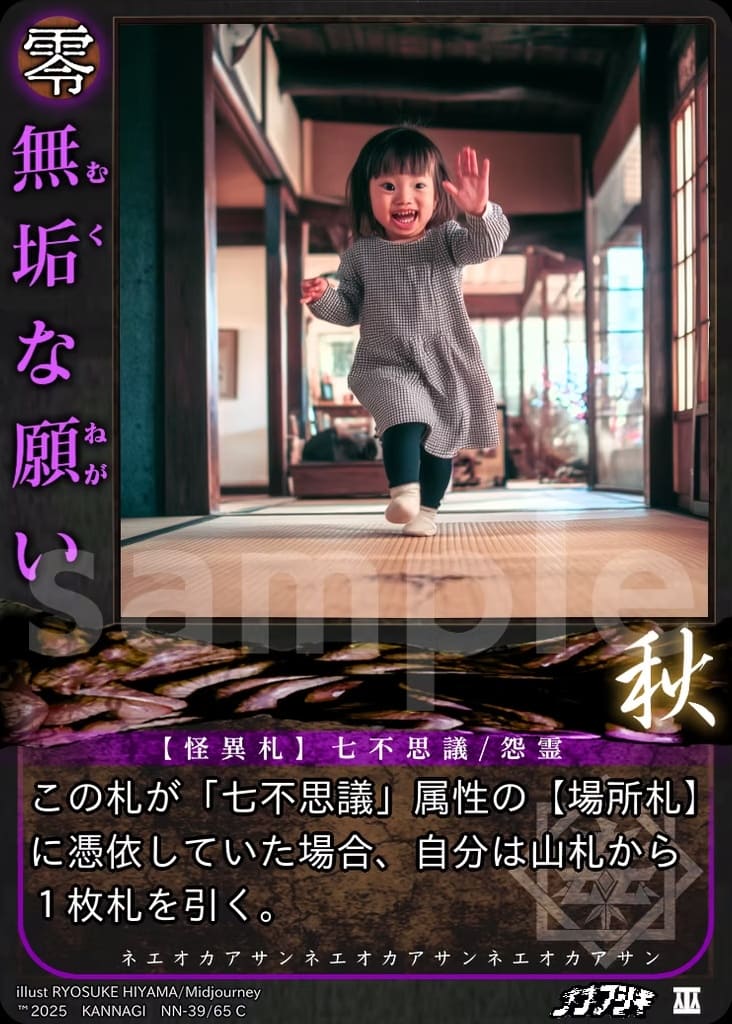 零
無垢な願い
むく
ねが
sample
秋
【怪異札】七不思議/怨霊
この札が「七不思議」属性の【場所札】
に憑依していた場合、自分は山札から
１枚札を引く。
ネエオカアサンネエオカアサンネエオカアサン
illust RYOSUKE HIYAMA/Midjourney
™2025 KANNAGI NN-39/65 C